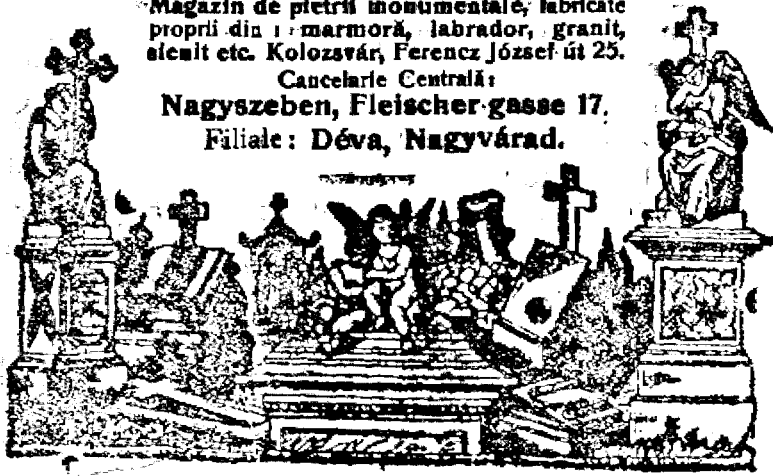 Magazin de pietrii monumentale, fabricate
proprii din marmoră, labrador, granit,
sienit etc. Kolozsvár, Ferencz József-út 25.
Cancelarie Centrală:
Nagyszeben, Fleischer-gasse 17.
Filiale: Déva, Nagyvárad.